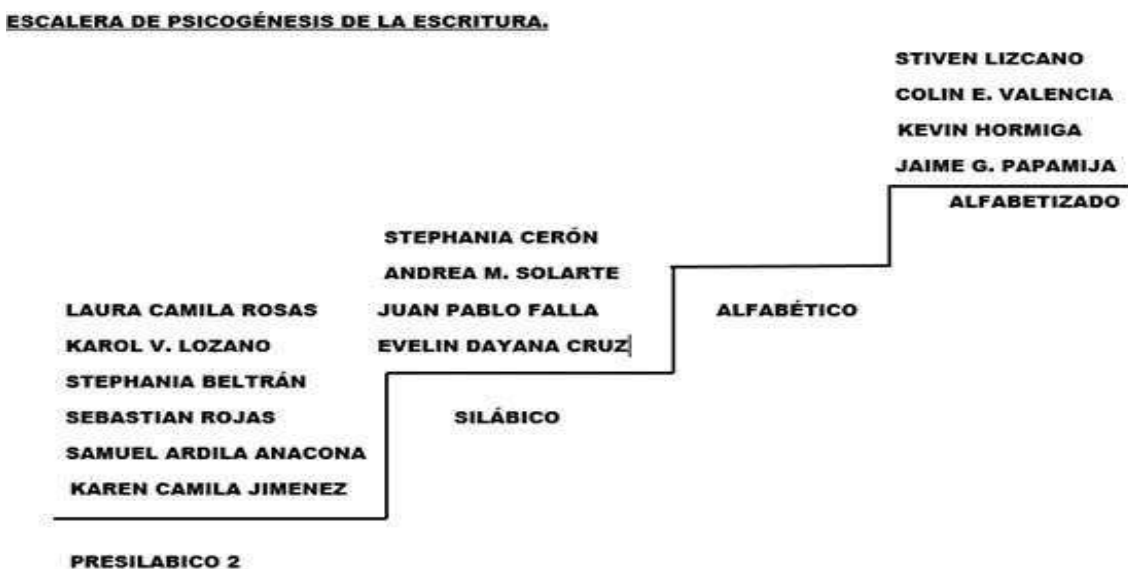 ESCALERA DE PSICOGÉNESIS DE LA ESCRITURA.
STIVEN LIZCANO
COLIN E. VALENCIA
KEVIN HORMIGA
JAIME G. PAPAMIJA
ALFABETIZADO
STEPHANIA CERÓN
ANDREA M. SOLARTE
JUAN PABLO FALLA
EVELIN DAYANA CRUZ
ALFABÉTICO
LAURA CAMILA ROSAS
KAROL V. LOZANO
STEPHANIA BELTRÁN
SEBASTIAN ROJAS
SAMUEL ARDILA ANACONA
KAREN CAMILA JIMENEZ
SILÁBICO
PRESILABICO 2